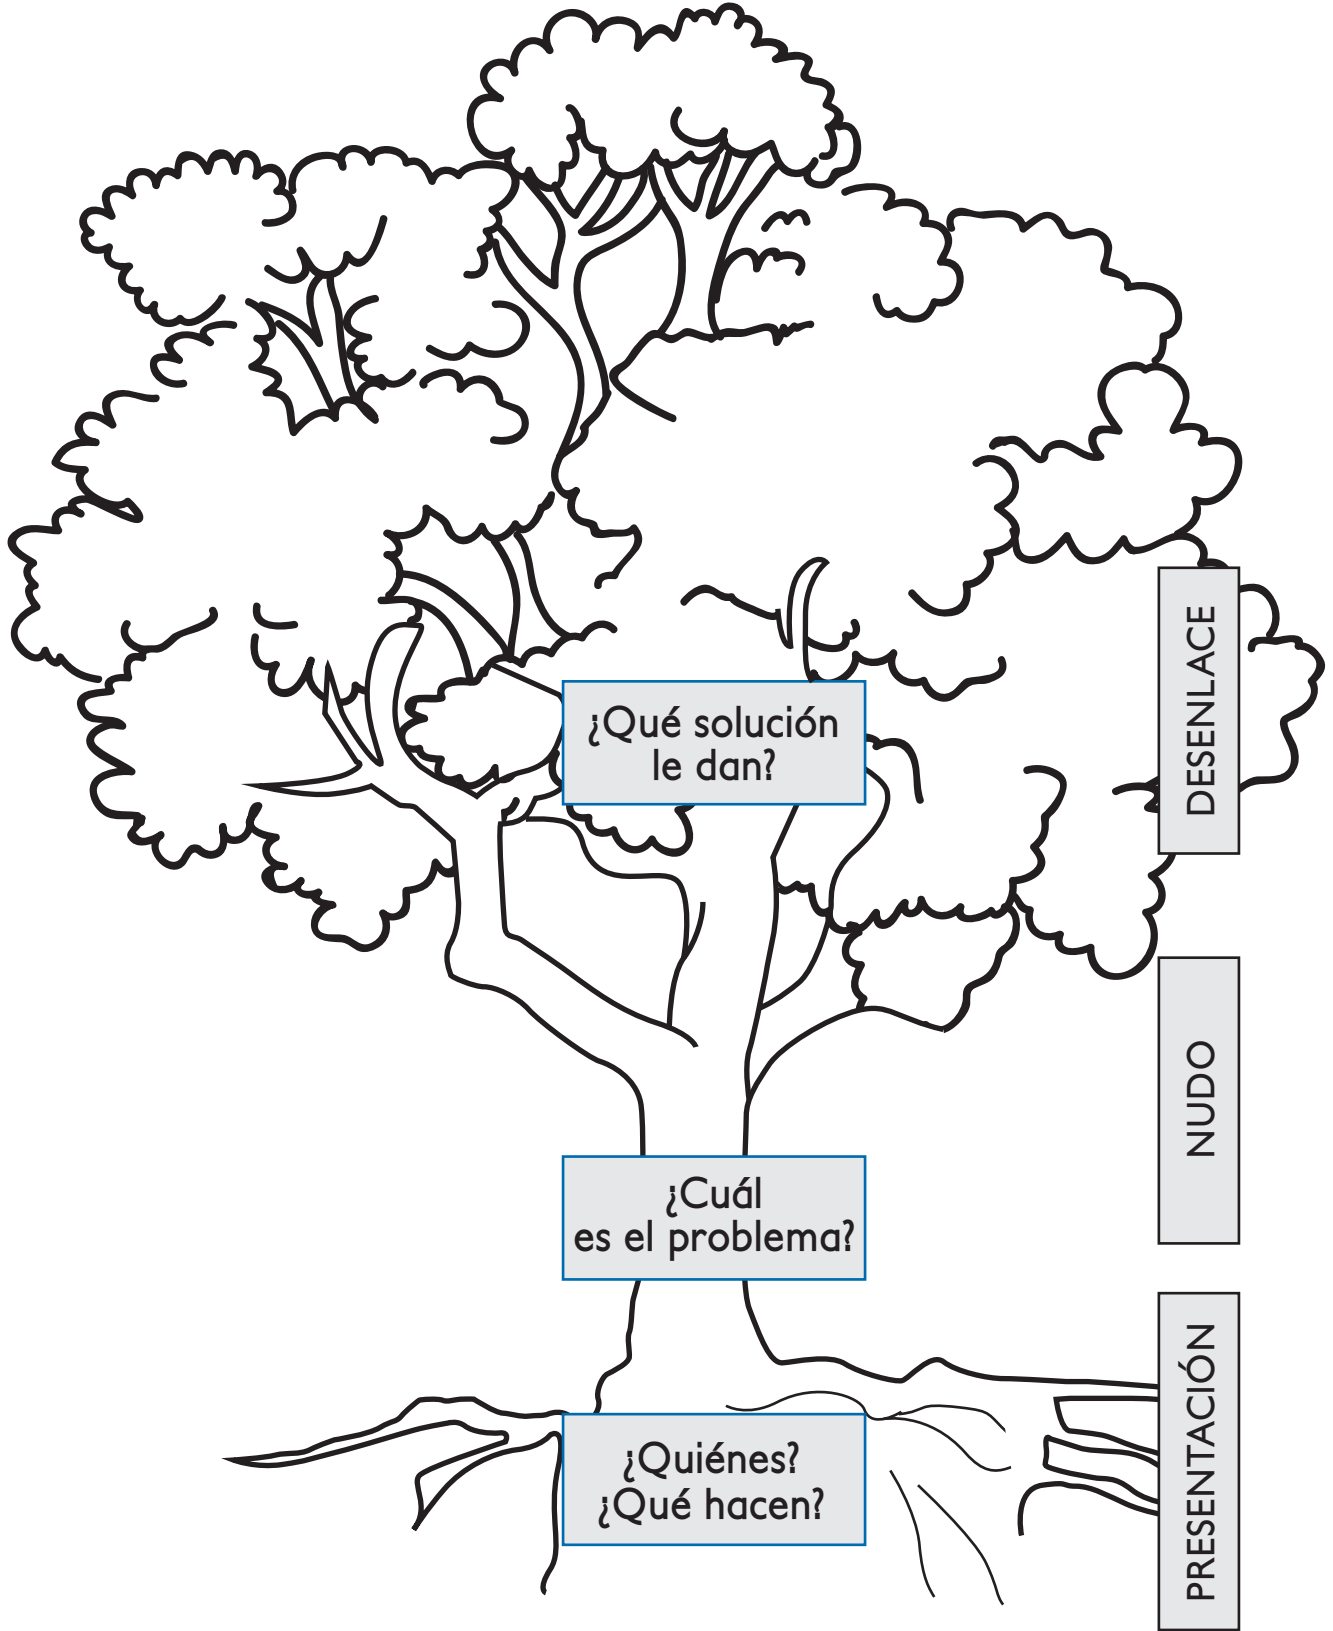 ¿Qué solución
le dan?
DESENLACE
NUDO
¿Cuál
es el problema?
¿Quiénes?
¿Qué hacen?
PRESENTACIÓN